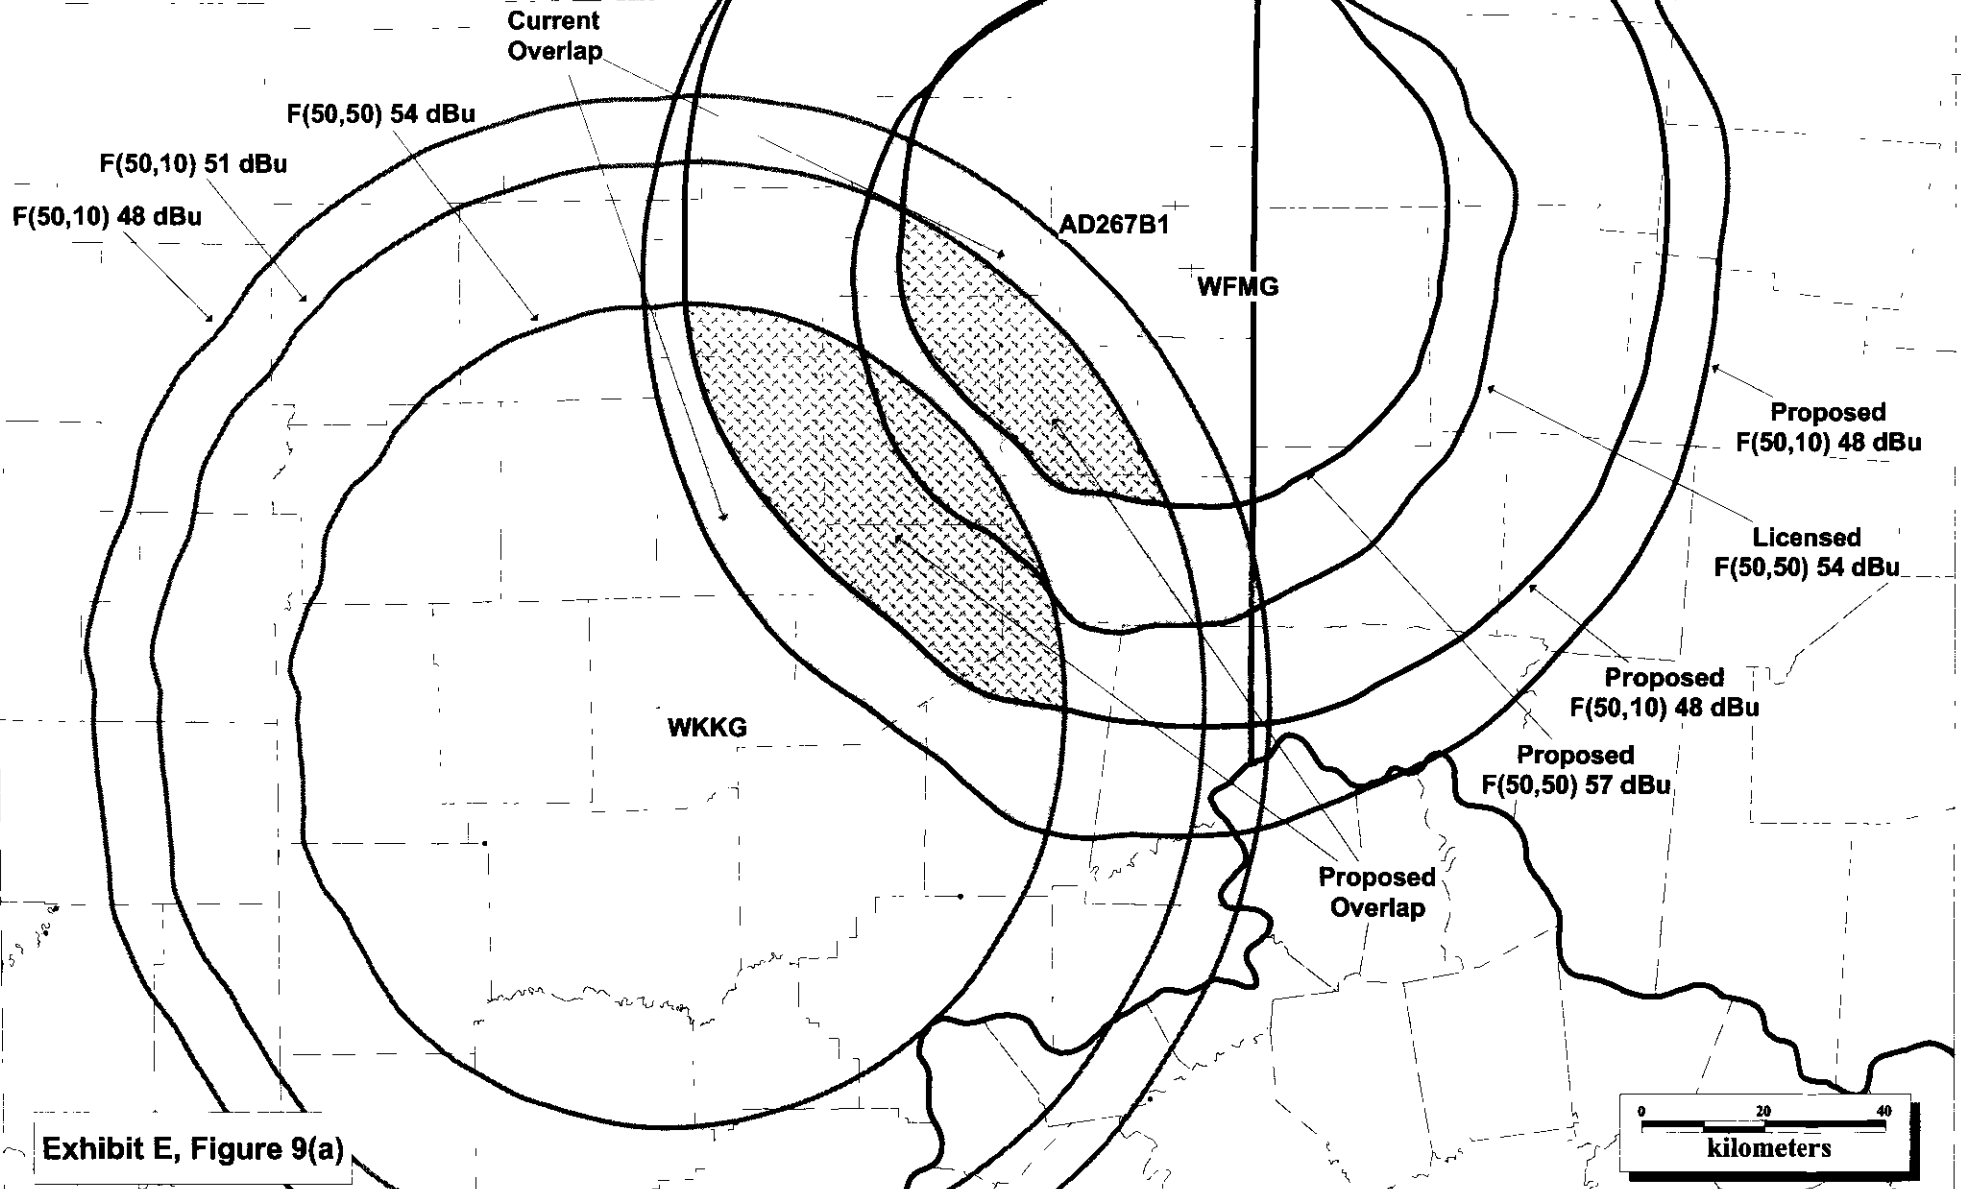 Current
Overlap
F(50,50) 54 dBu
F(50,10) 51 dBu
F(50,10) 48 dBu
AD267B1
WFMG
Proposed
F(50,10) 48 dBu
Licensed
F(50,50) 54 dBu
Proposed
F(50,10) 48 dBu
WKKG
Proposed
F(50,50) 57 dBu
Proposed
Overlap
0 20 40
kilometers
Exhibit E, Figure 9(a)